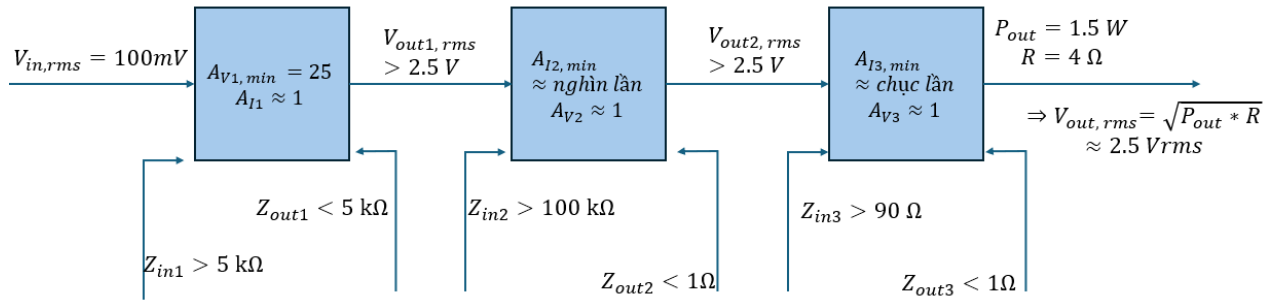 V_{in,rms} = 100mV
A_{V1,min} = 25
A_{I1} ≈ 1
V_{out1,rms}
> 2.5 V
A_{I2,min}
≈ nghìn lần
A_{V2} ≈ 1
V_{out2,rms}
> 2.5 V
A_{I3,min}
≈ chục lần
A_{V3} ≈ 1
P_{out} = 1.5 W
R = 4 Ω
⇒ V_{out,rms} = √(P_{out} * R)
≈ 2.5 Vrms
Z_{in1} > 5 kΩ
Z_{out1} < 5 kΩ
Z_{in2} > 100 kΩ
Z_{out2} < 1Ω
Z_{in3} > 90 Ω
Z_{out3} < 1Ω